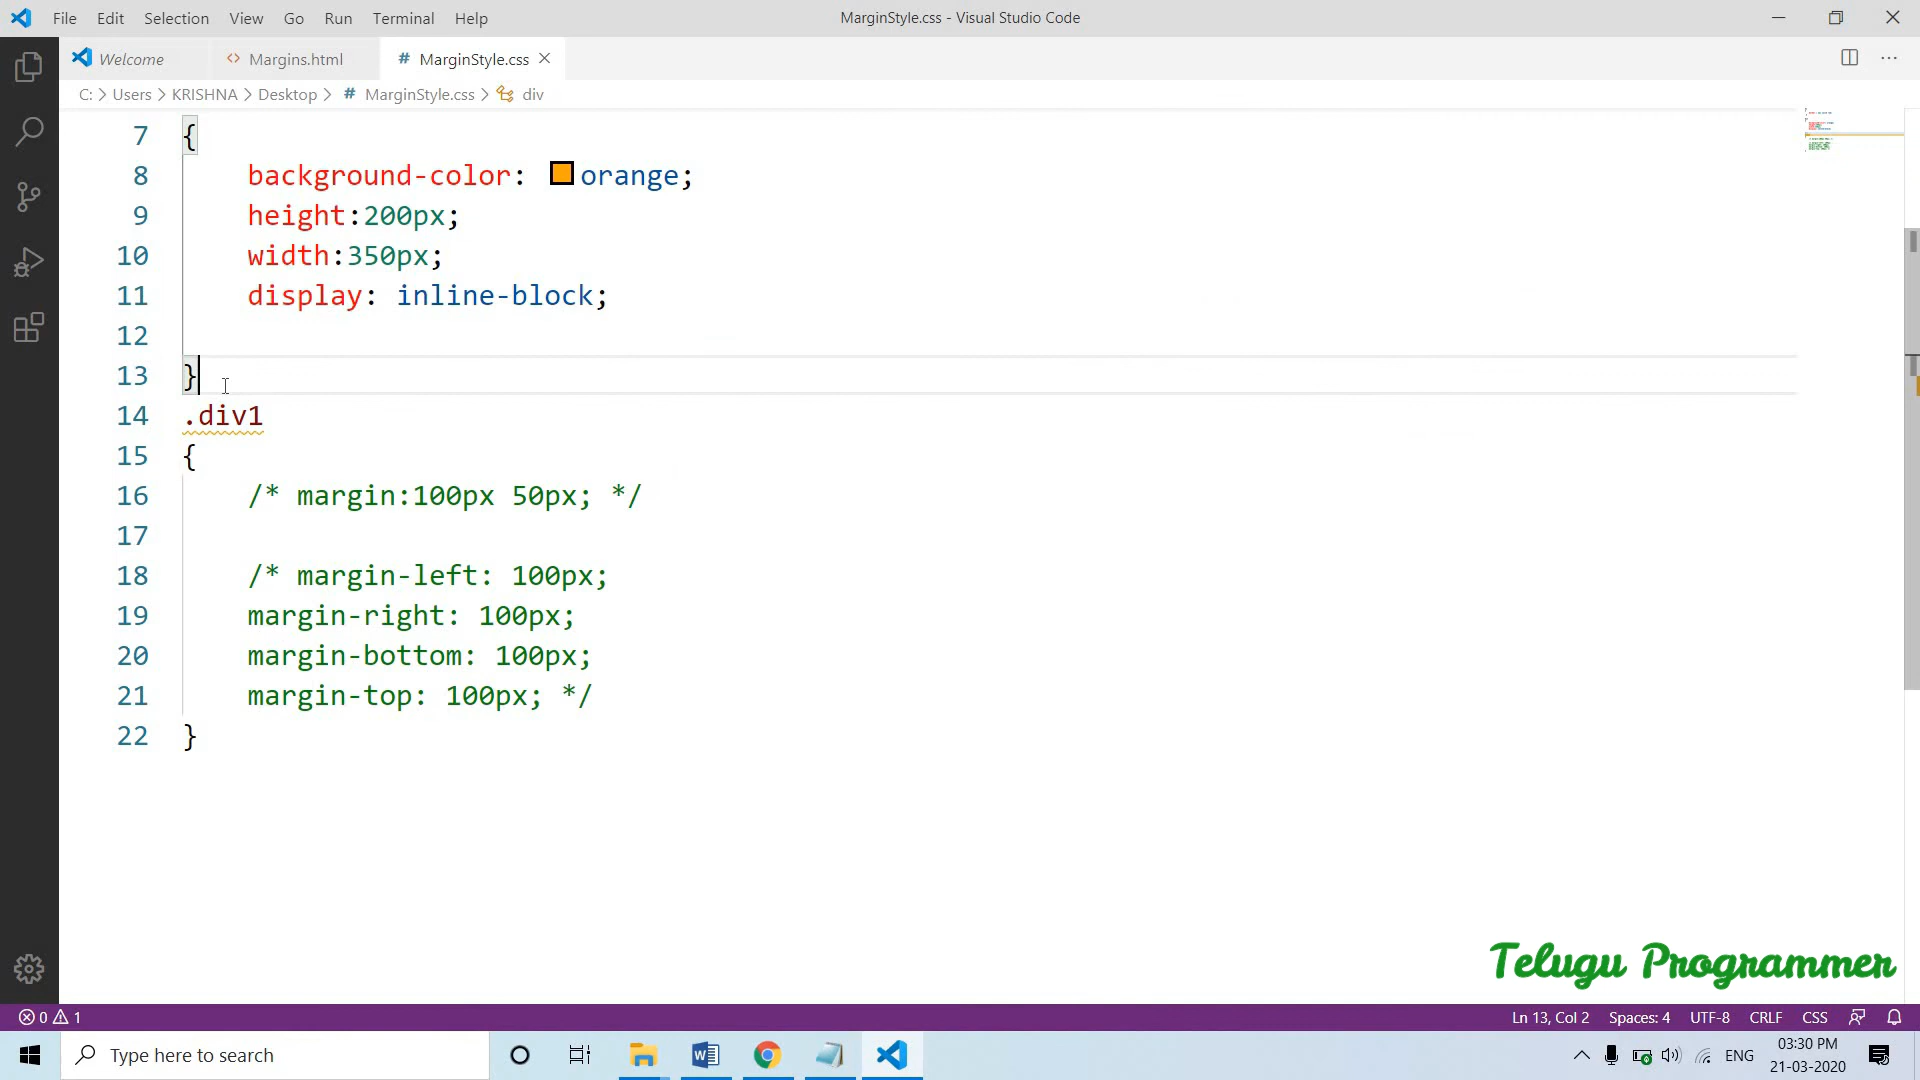 File Edit Selection View Go Run Terminal Help
MarginStyle.css - Visual Studio Code
Welcome
<> Margins.html
# MarginStyle.css
C: > Users > KRISHNA > Desktop > # MarginStyle.css > div
7 {
8 background-color: orange;
9 height:200px;
10 width:350px;
11 display: inline-block;
12
13 }
14 .div1
15 {
16 /* margin:100px 50px; */
17
18 /* margin-left: 100px;
19 margin-right: 100px;
20 margin-bottom: 100px;
21 margin-top: 100px; */
22 }
Telugu Programmer
0 1
Ln 13, Col 2 Spaces: 4 UTF-8 CRLF CSS
Type here to search
ENG
03:30 PM
21-03-2020